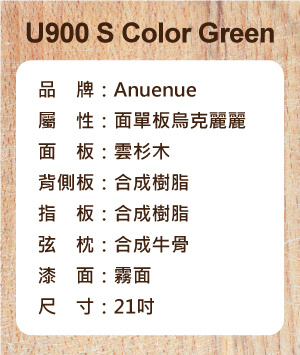 U900 S Color Green
品　牌：Anuenue
屬　性：面單板烏克麗麗
面　板：雲杉木
背側板：合成樹脂
指　板：合成樹脂
弦　枕：合成牛骨
漆　面：霧面
尺　寸：21吋